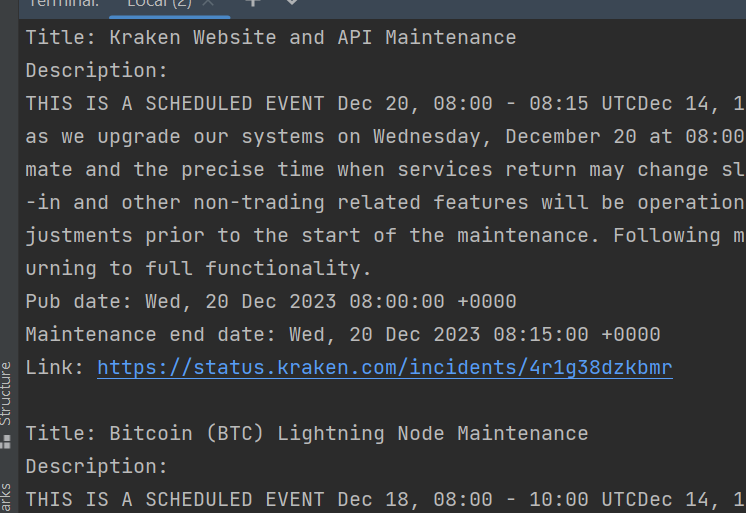 Terminal: Local (2) × +
Title: Kraken Website and API Maintenance
Description:
THIS IS A SCHEDULED EVENT Dec 20, 08:00 - 08:15 UTCDec 14, 1
as we upgrade our systems on Wednesday, December 20 at 08:00
mate and the precise time when services return may change sl
-in and other non-trading related features will be operation
justments prior to the start of the maintenance. Following m
urning to full functionality.
Pub date: Wed, 20 Dec 2023 08:00:00 +0000
Maintenance end date: Wed, 20 Dec 2023 08:15:00 +0000
Link: https://status.kraken.com/incidents/4r1g38dzkbmr
Structure
Title: Bitcoin (BTC) Lightning Node Maintenance
Description:
arks
THIS IS A SCHEDULED EVENT Dec 18, 08:00 - 10:00 UTCDec 14, 1